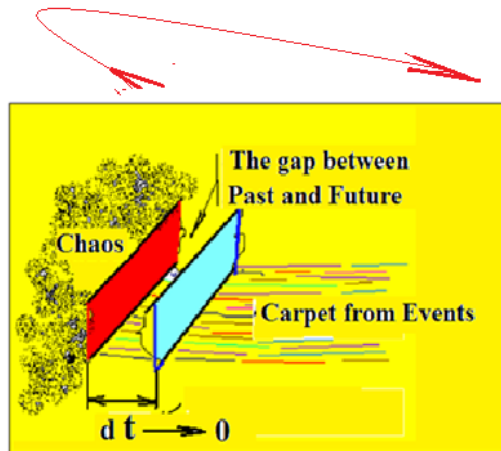 The gap between
Past and Future
Chaos
Carpet from Events
d t → 0